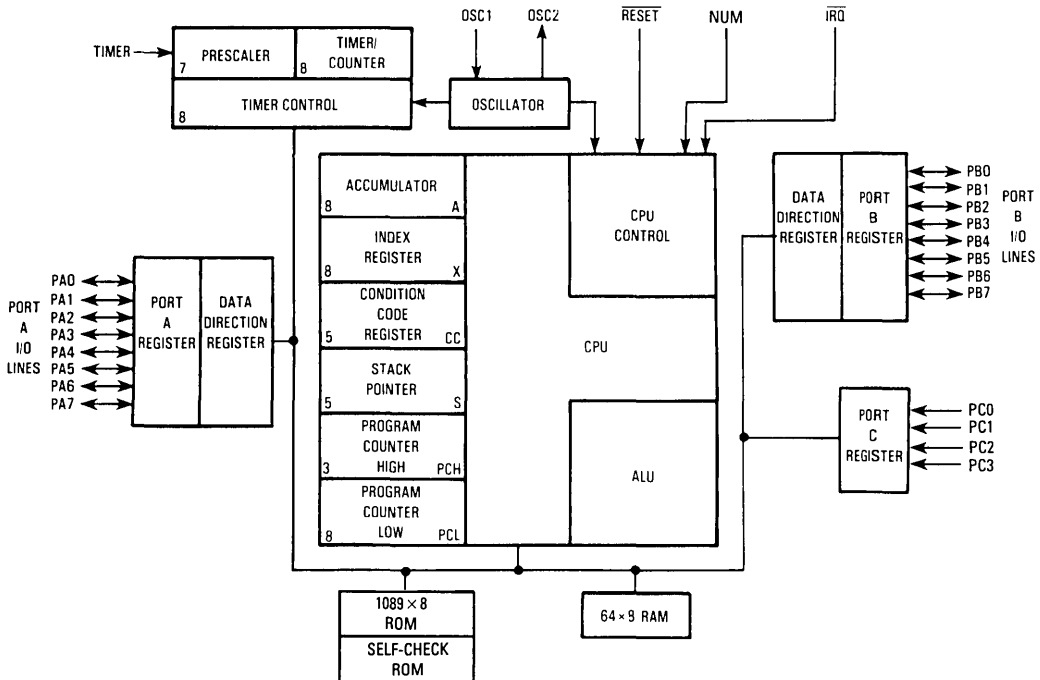 OSC1
OSC2
RESET
NUM
IRQ
TIMER
7
PRESCALER
8
TIMER/
COUNTER
8
TIMER CONTROL
OSCILLATOR
ACCUMULATOR
8
A
INDEX
REGISTER
8
X
CONDITION
CODE
REGISTER
5
CC
STACK
POINTER
5
S
PROGRAM
COUNTER
HIGH
3
PCH
PROGRAM
COUNTER
LOW
8
PCL
CPU
CONTROL
CPU
ALU
PORT
A
I/O
LINES
PA0
PA1
PA2
PA3
PA4
PA5
PA6
PA7
PORT
A
REGISTER
DATA
DIRECTION
REGISTER
DATA
DIRECTION
REGISTER
PORT
B
REGISTER
PB0
PB1
PB2
PB3
PB4
PB5
PB6
PB7
PORT
B
I/O
LINES
PORT
C
REGISTER
PC0
PC1
PC2
PC3
1089×8
ROM
SELF-CHECK
ROM
64×8 RAM